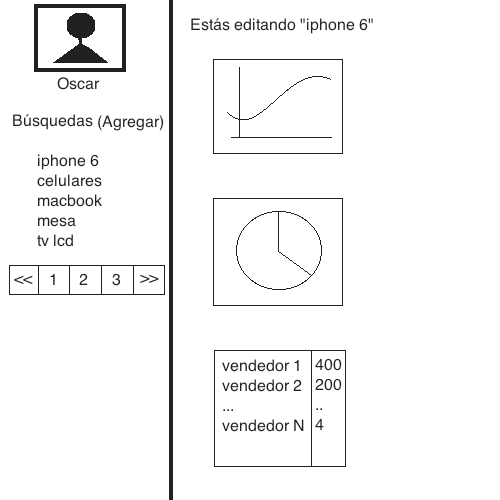 Oscar
Búsquedas (Agregar)
iphone 6
celulares
macbook
mesa
tv lcd
<< 1 2 3 >>
Estás editando "iphone 6"
vendedor 1 400
vendedor 2 200
... ..
vendedor N 4